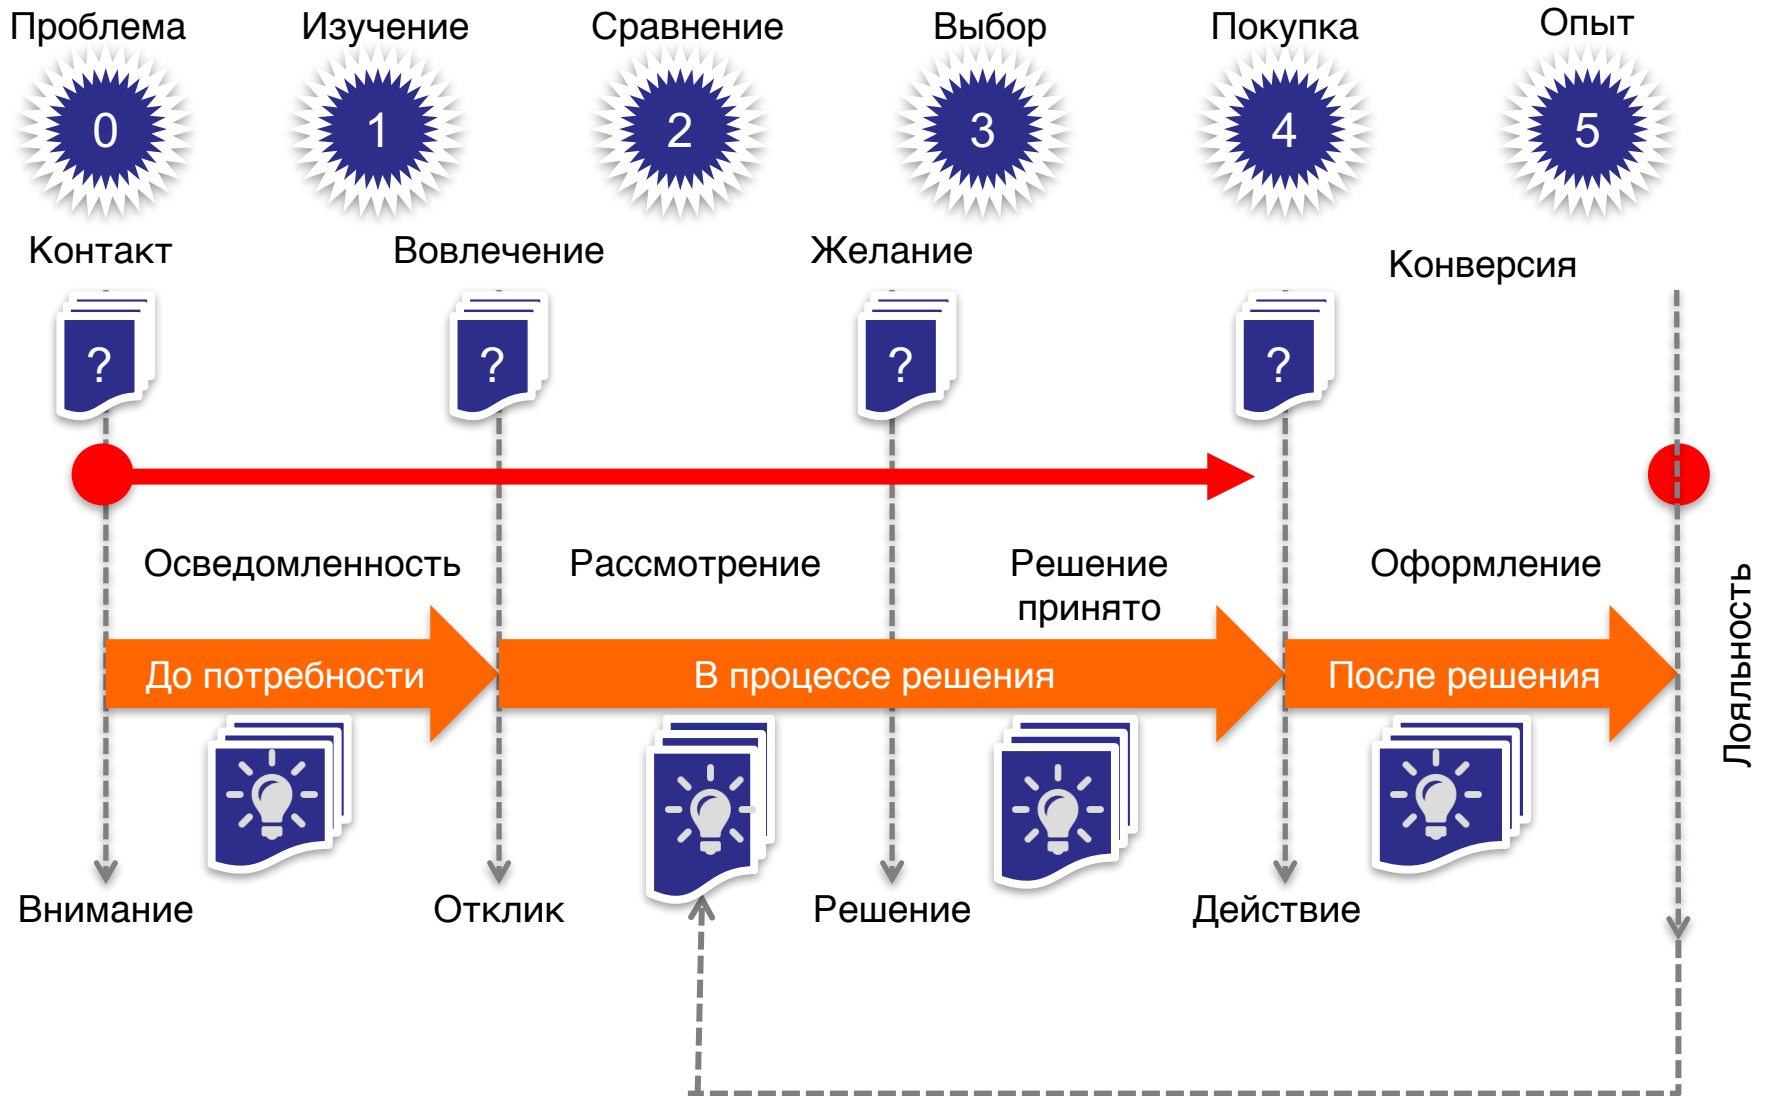 Проблема
Изучение
Сравнение
Выбор
Покупка
Опыт
0
1
2
3
4
5
Контакт
Вовлечение
Желание
Конверсия
?
?
?
?
Осведомленность
Рассмотрение
Решение
принято
Оформление
Лояльность
До потребности
В процессе решения
После решения
Внимание
Отклик
Решение
Действие